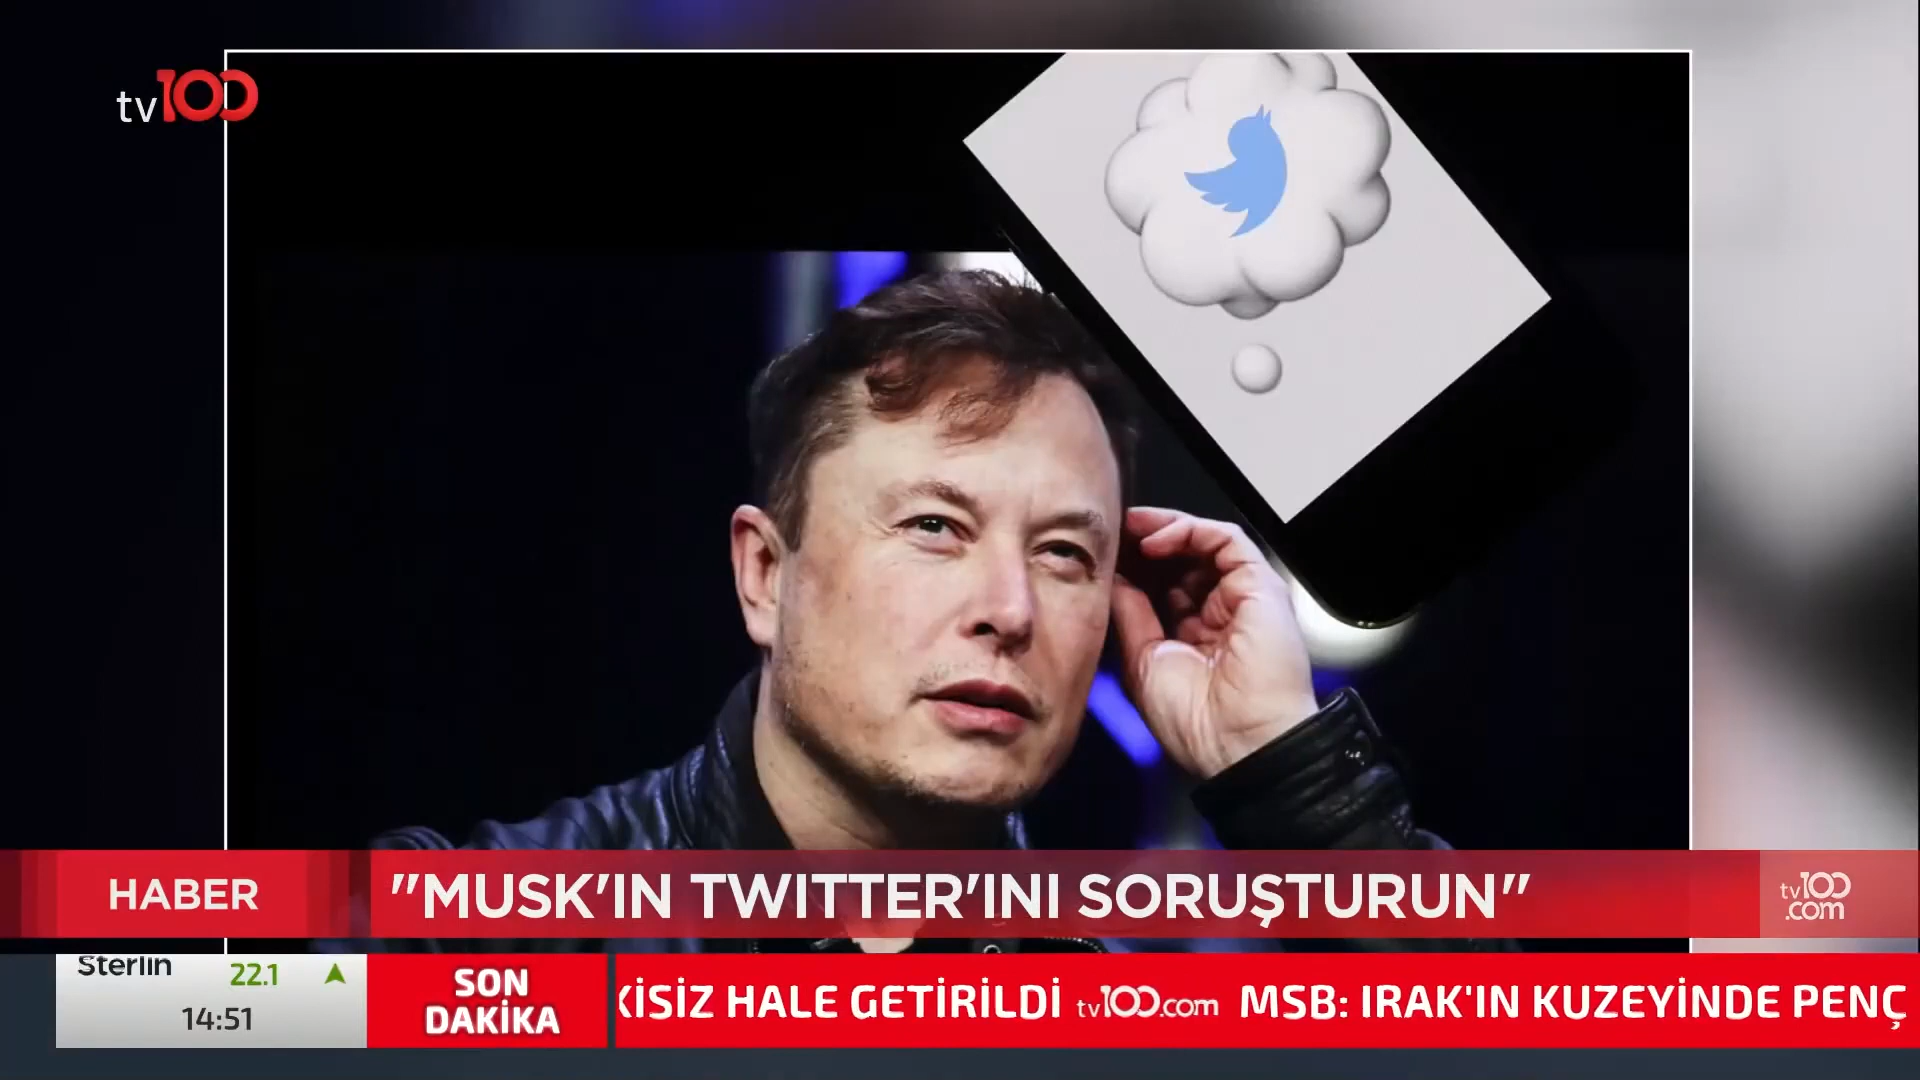 tv100
HABER
"MUSK'IN TWITTER'INI SORUŞTURUN"
tv100
.com
Sterlin 22.1
14:51
SON
DAKİKA
KİSİZ HALE GETİRİLDİ tv100.com MSB: IRAK'IN KUZEYİNDE PENÇ